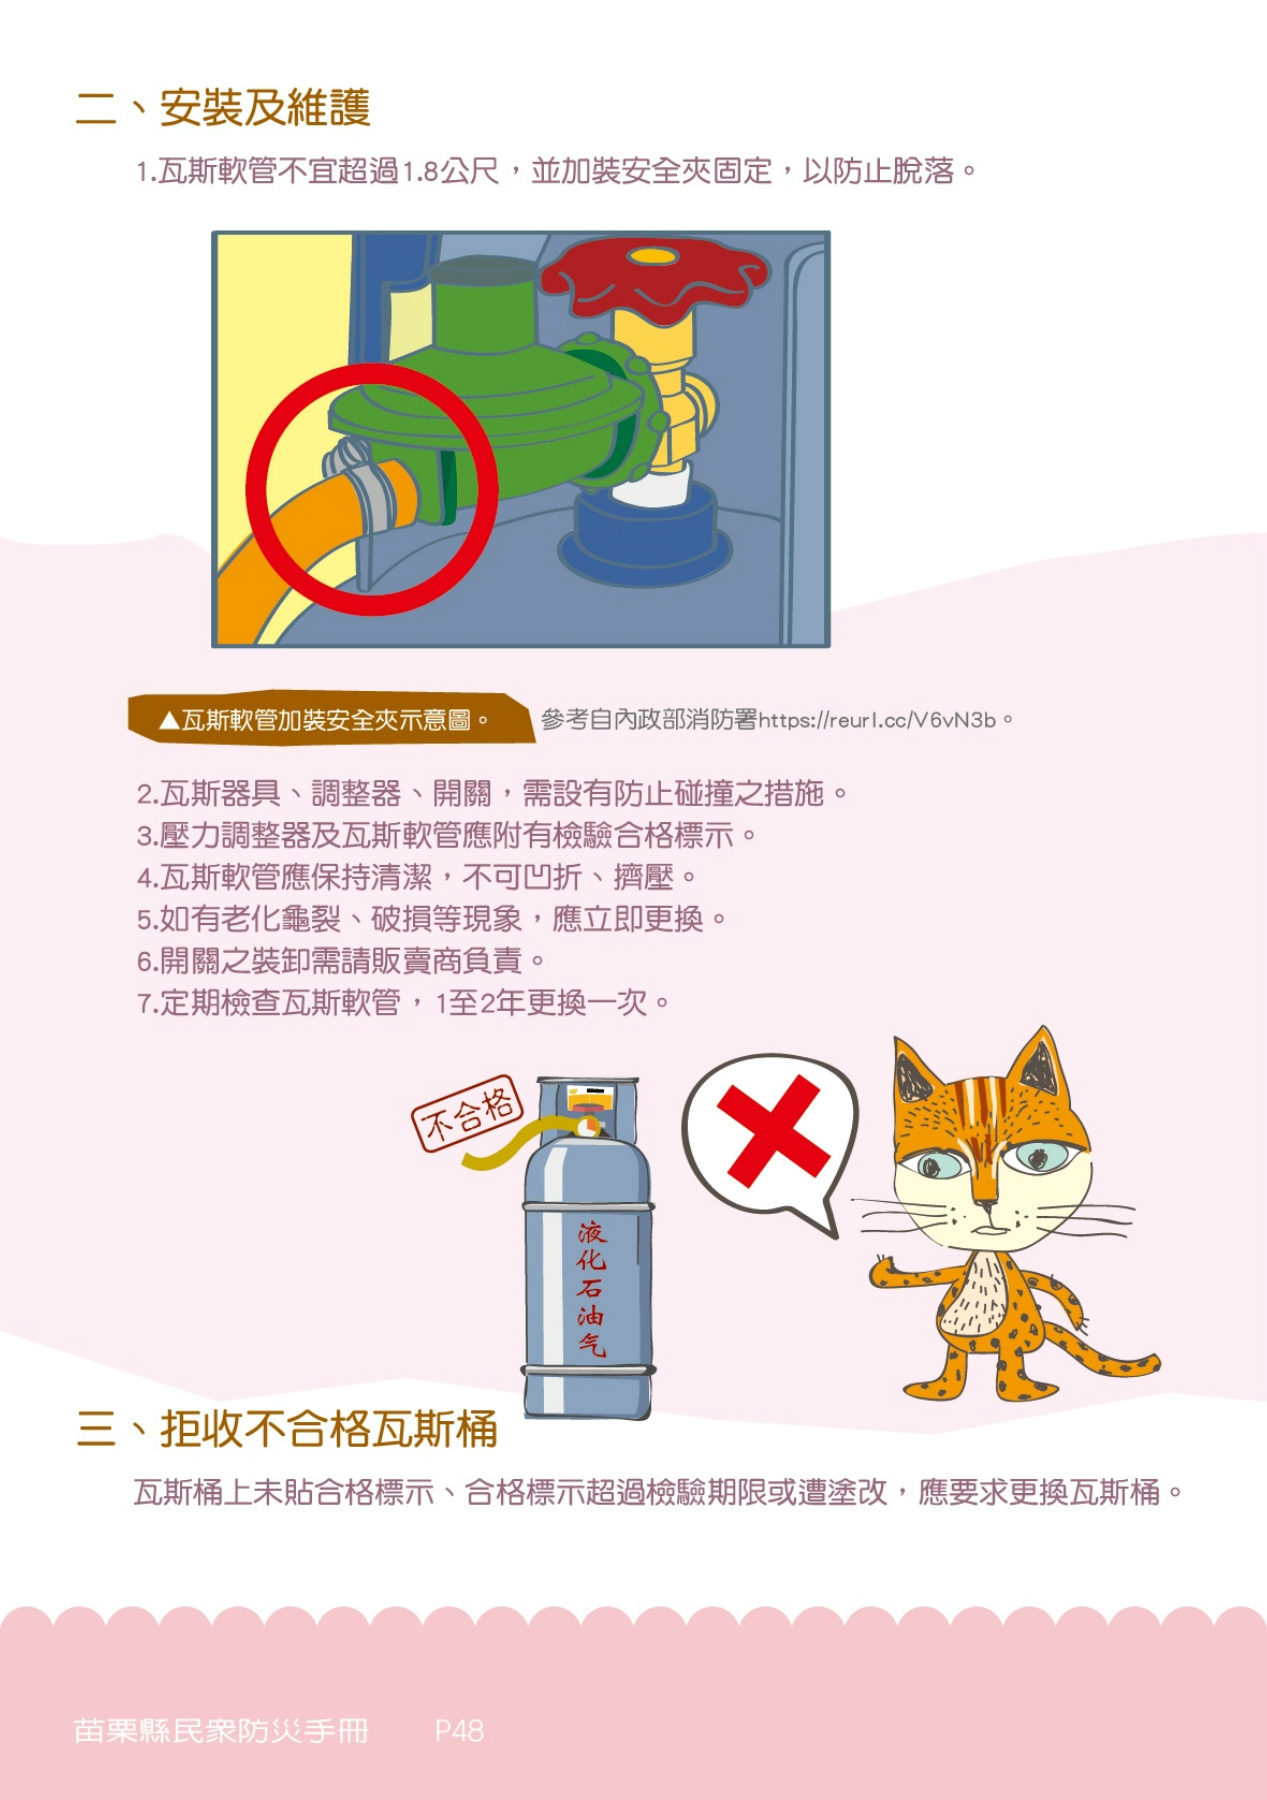 二、安裝及維護
1.瓦斯軟管不宜超過1.8公尺，並加裝安全夾固定，以防止脫落。
▲瓦斯軟管加裝安全夾示意圖。 參考自內政部消防署https://reurl.cc/V6vN3b。
2.瓦斯器具、調整器、開關，需設有防止碰撞之措施。
3.壓力調整器及瓦斯軟管應附有檢驗合格標示。
4.瓦斯軟管應保持清潔，不可凹折、擠壓。
5.如有老化龜裂、破損等現象，應立即更換。
6.開關之裝卸需請販賣商負責。
7.定期檢查瓦斯軟管，1至2年更換一次。
不合格
液化石油气
三、拒收不合格瓦斯桶
瓦斯桶上未貼合格標示、合格標示超過檢驗期限或遭塗改，應要求更換瓦斯桶。
苗栗縣民衆防災手冊 P48